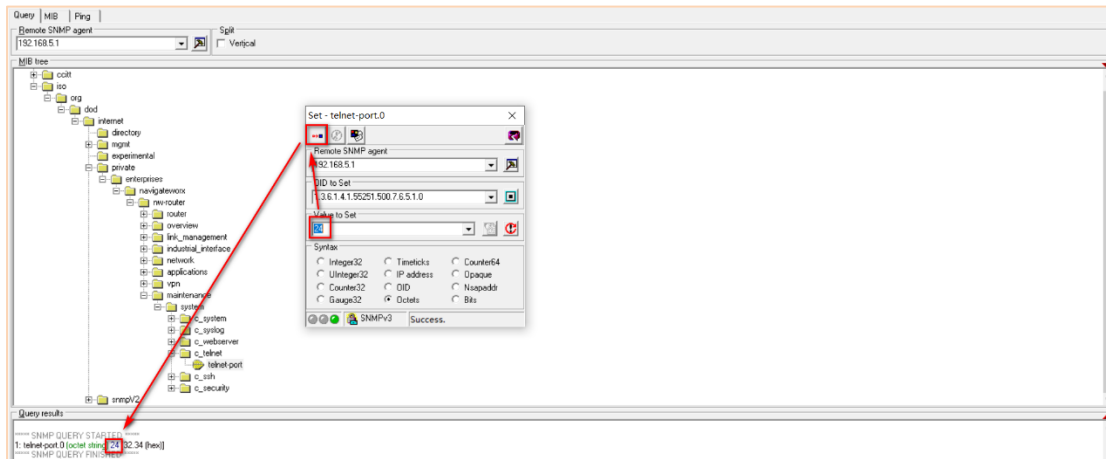 Query MIB Ping
Remote SNMP agent
Split
192.168.5.1
Vertical
MIB tree
ccitt
iso
org
dod
internet
directory
mgmt
experimental
private
enterprises
navigateworx
nw-router
router
overview
link_management
industrial_interface
network
applications
vpn
maintenance
system
c_system
c_syslog
c_webserver
c_telnet
telnet-port
c_ssh
c_security
snmpV2
Set - telnet-port.0
Remote SNMP agent
192.168.5.1
OID to Set
1.3.6.1.4.1.55251.500.7.6.5.1.0
Value to Set
24
Syntax
Integer32 Timeticks Counter64
UInteger32 IP address Opaque
Counter32 OID Nsapaddr
Gauge32 Octets Bits
SNMPv3 Success.
Query results
***** SNMP QUERY STARTED *****
1: telnet-port.0 (octet string) 24 [32.34 (hex)]
***** SNMP QUERY FINISHED *****